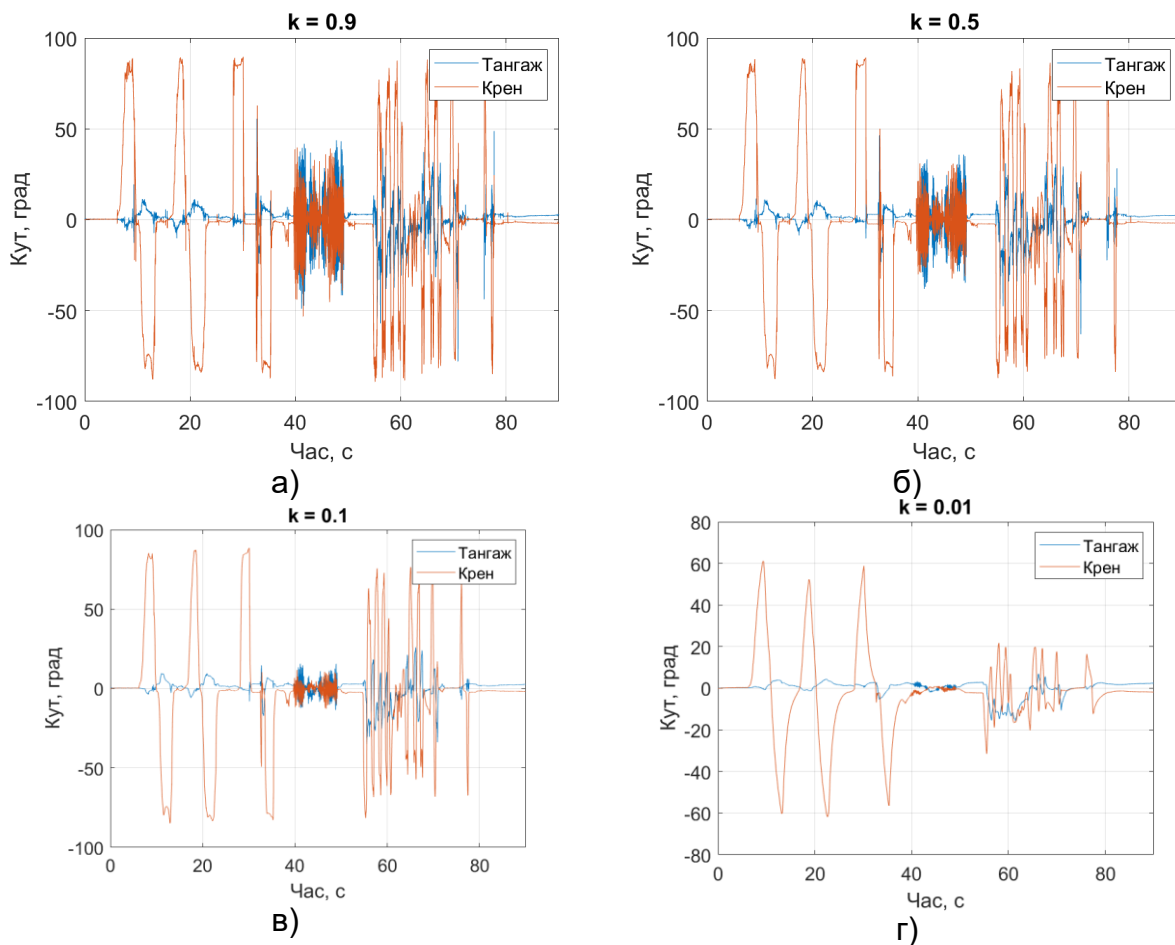 k = 0.9
100
50
0
-50
-100
Кут, град
0
20
40
60
80
Час, с
Тангаж
Крен
а)
k = 0.5
100
50
0
-50
-100
Кут, град
0
20
40
60
80
Час, с
Тангаж
Крен
б)
k = 0.1
100
50
0
-50
-100
Кут, град
0
20
40
60
80
Час, с
Тангаж
Крен
в)
k = 0.01
80
60
40
20
0
-20
-40
-60
-80
Кут, град
0
20
40
60
80
Час, с
Тангаж
Крен
г)